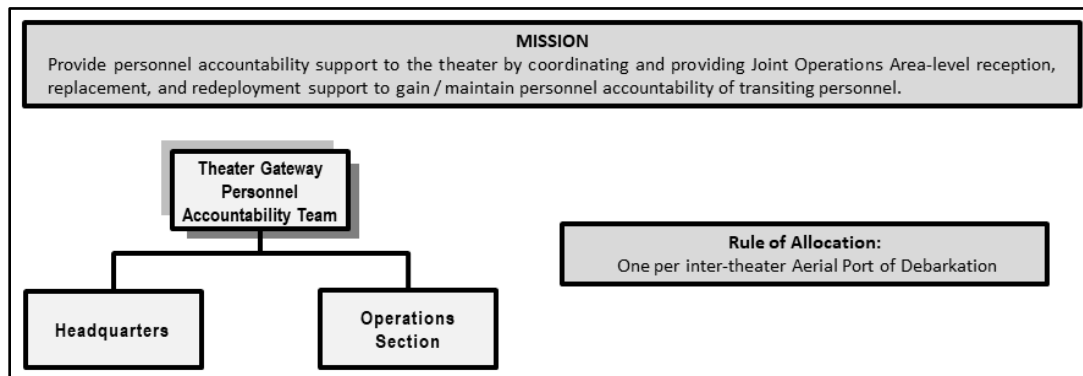 MISSION
Provide personnel accountability support to the theater by coordinating and providing Joint Operations Area-level reception,
replacement, and redeployment support to gain / maintain personnel accountability of transiting personnel.
Theater Gateway
Personnel
Accountability Team
Rule of Allocation:
One per inter-theater Aerial Port of Debarkation
Headquarters
Operations
Section